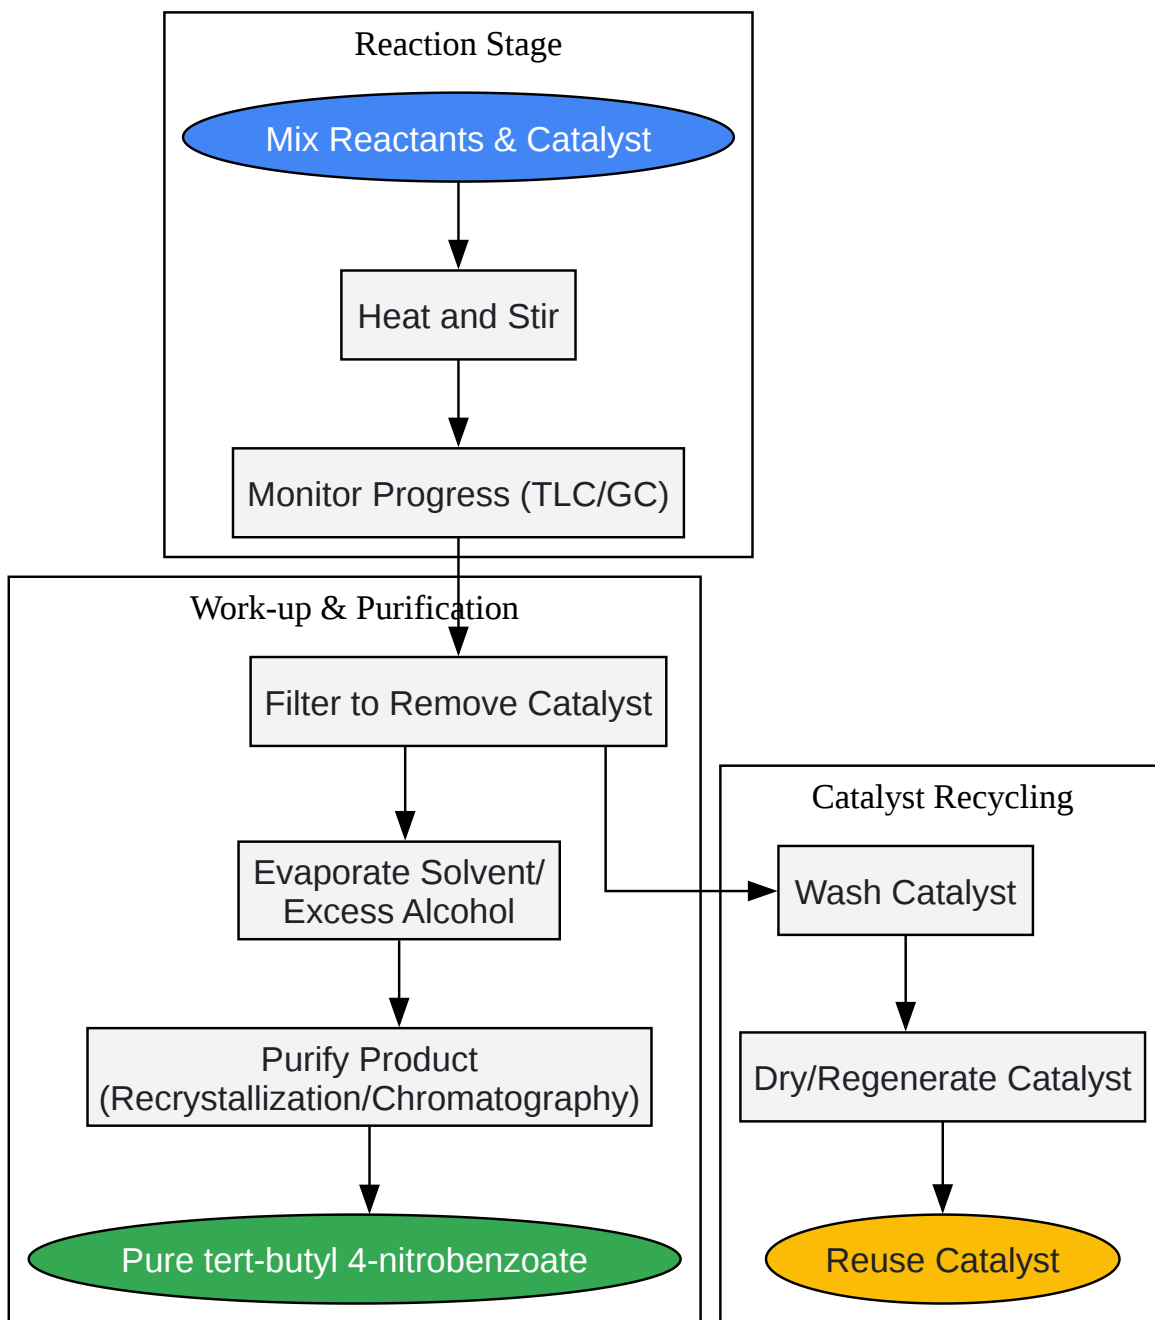 Reaction Stage
Mix Reactants & Catalyst
Heat and Stir
Monitor Progress (TLC/GC)
Work-up & Purification
Filter to Remove Catalyst
Evaporate Solvent/
Excess Alcohol
Purify Product
(Recrystallization/Chromatography)
Pure tert-butyl 4-nitrobenzoate
Catalyst Recycling
Wash Catalyst
Dry/Regenerate Catalyst
Reuse Catalyst